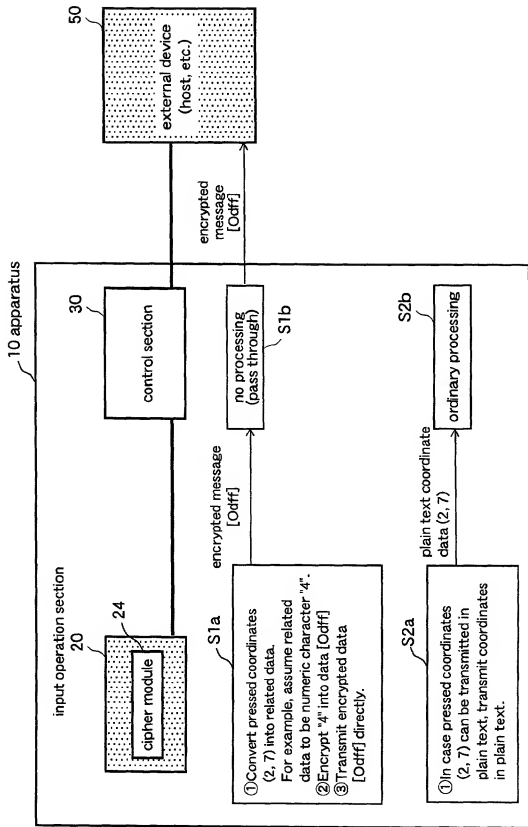 10 apparatus
input operation section
20
24
cipher module
30
control section
50
external device
(host, etc.)
S1a
①Convert pressed coordinates
(2, 7) into related data.
For example, assume related
data to be numeric character "4".
②Encrypt "4" into data [Odff]
③Transmit encrypted data
[Odff] directly.
encrypted message
[Odff]
no processing
(pass through)
S1b
encrypted
message
[Odff]
S2a
①In case pressed coordinates
(2, 7) can be transmitted in
plain text, transmit coordinates
in plain text.
plain text coordinate
data (2, 7)
S2b
ordinary processing